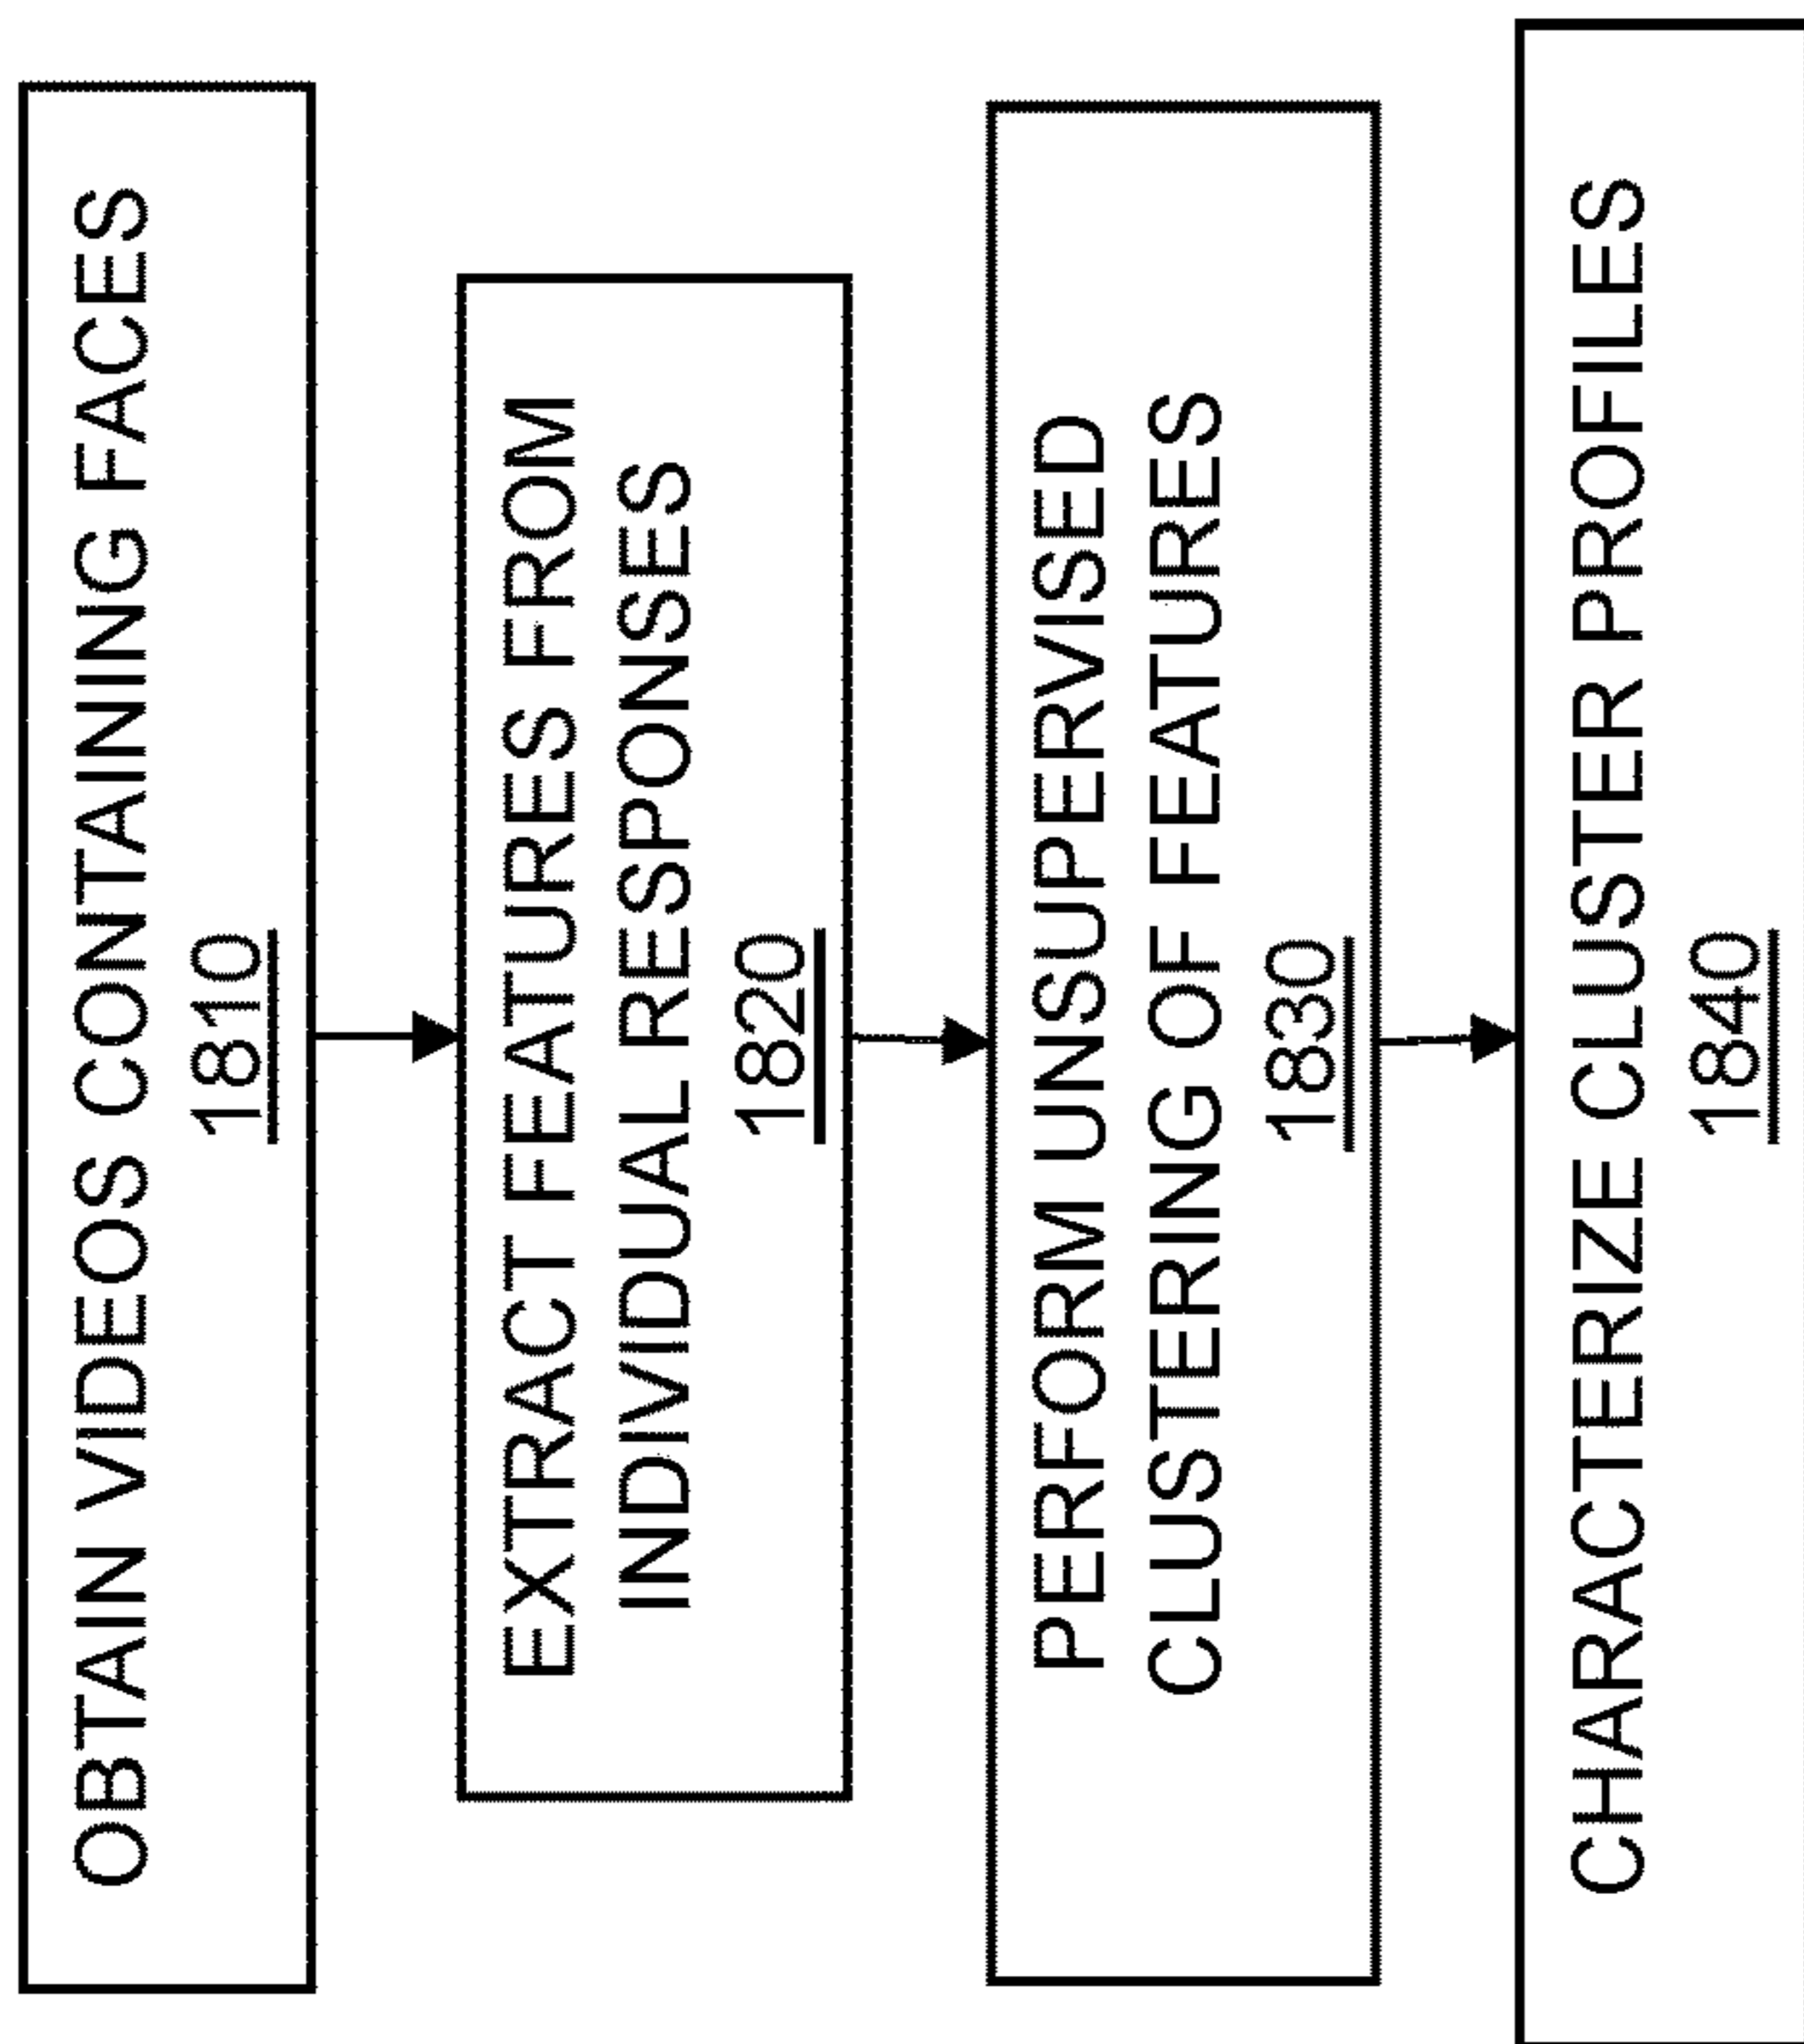 OBTAIN VIDEOS CONTAINING FACES
1810
EXTRACT FEATURES FROM
INDIVIDUAL RESPONSES
1820
PERFORM UNSUPERVISED
CLUSTERING OF FEATURES
1830
CHARACTERIZE CLUSTER PROFILES
1840